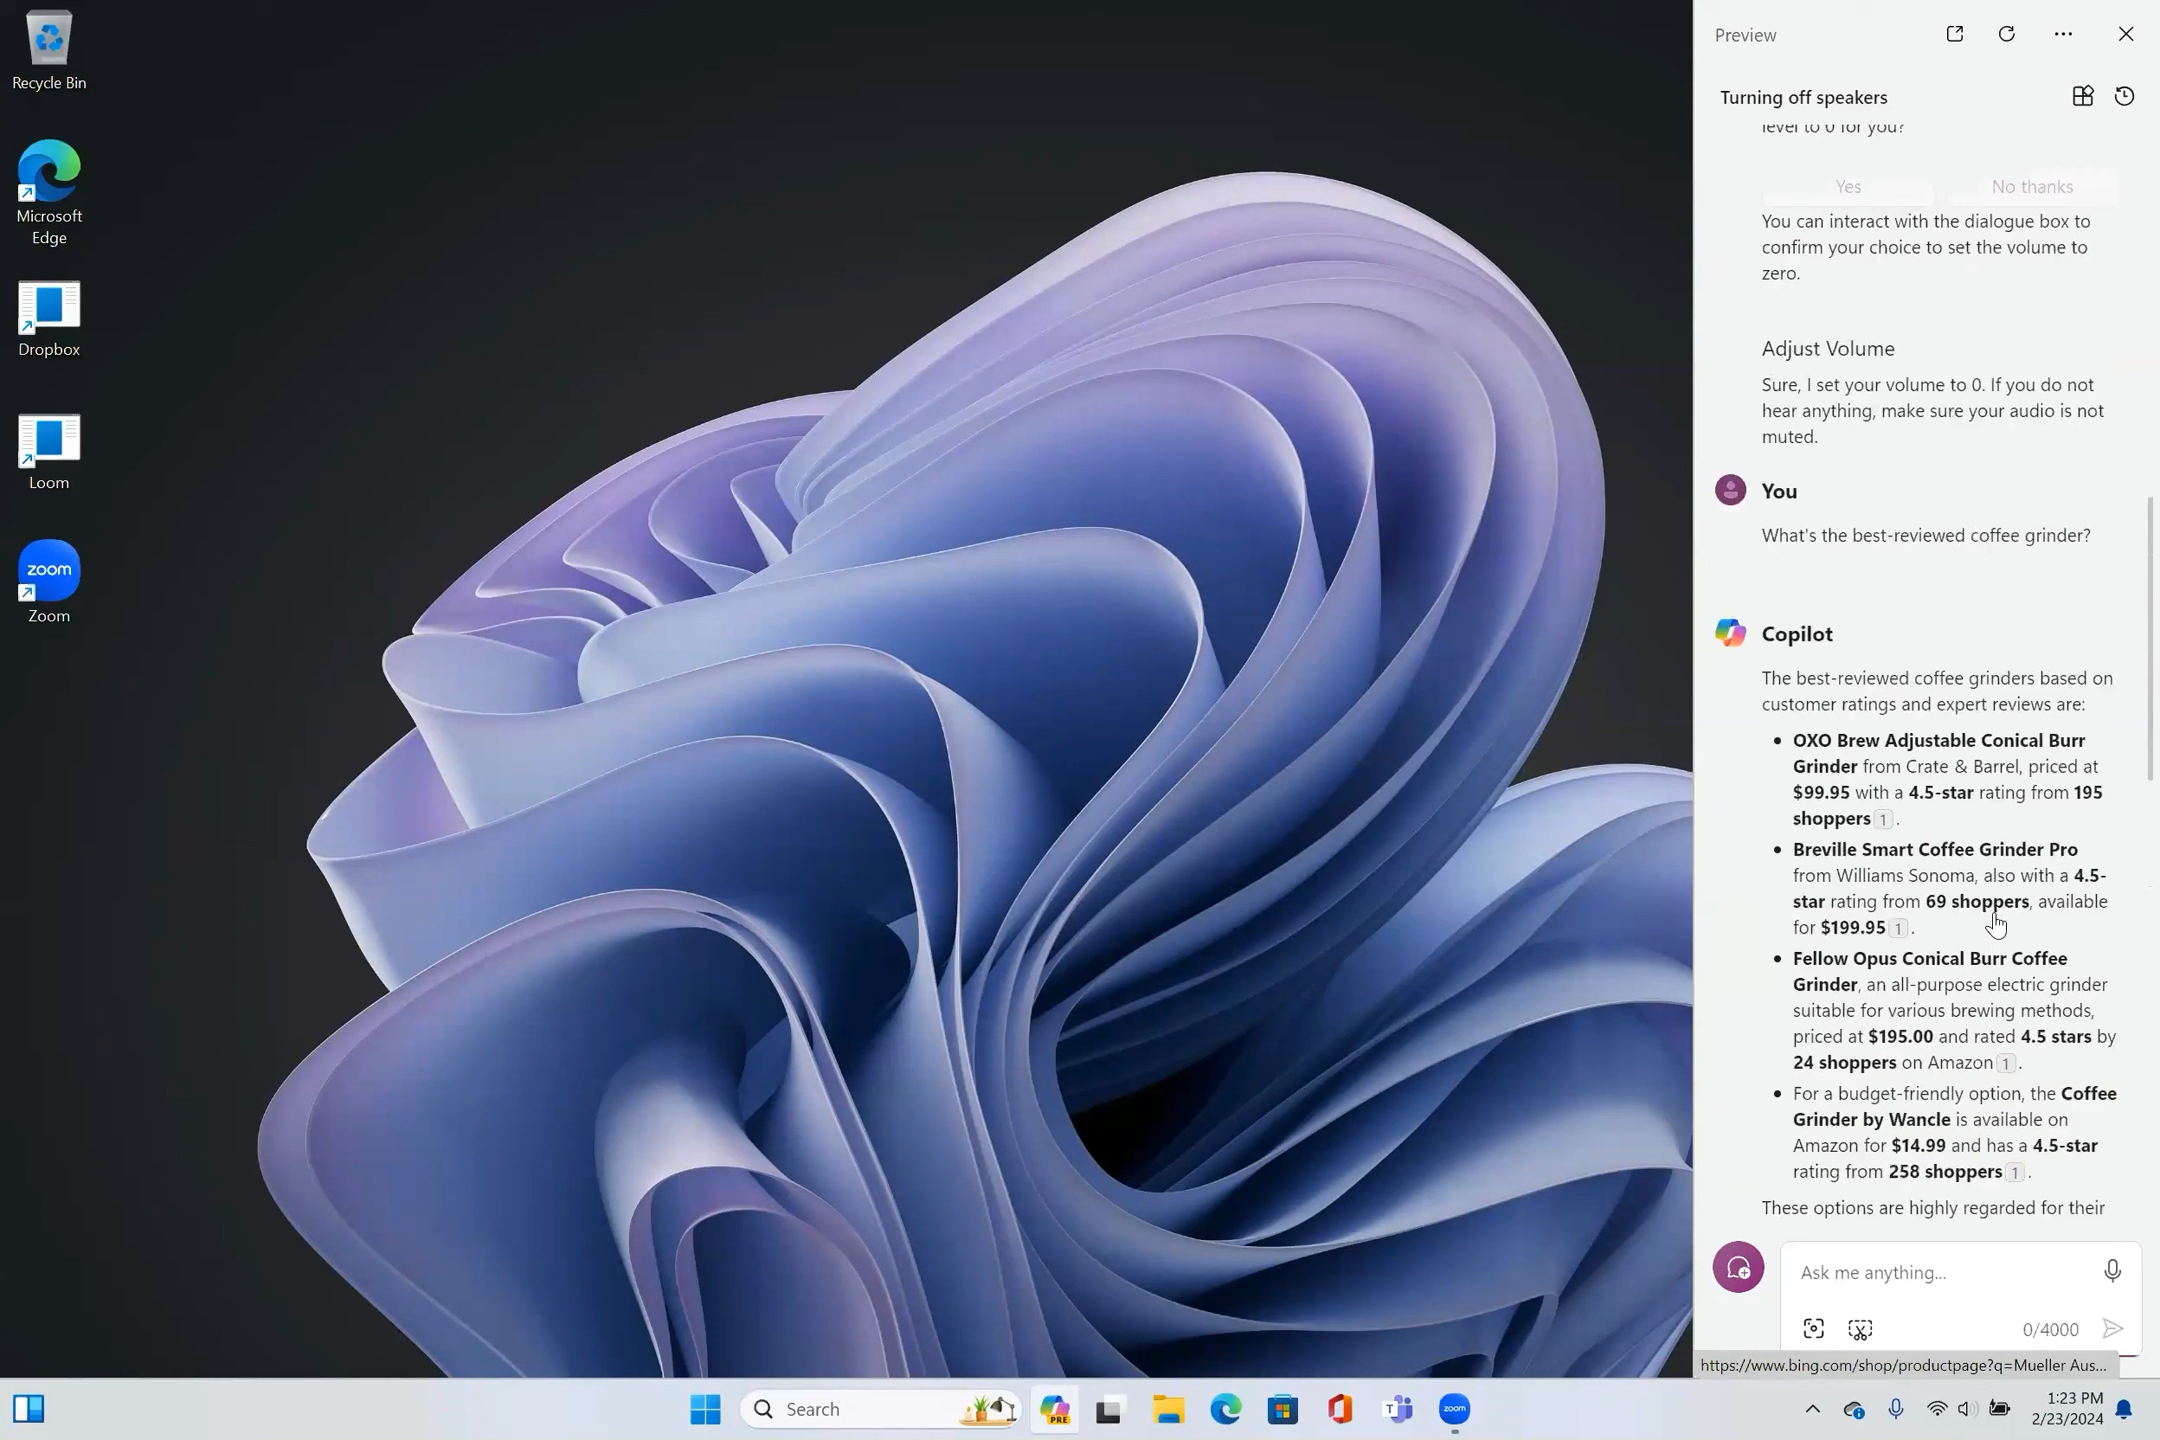 Recycle Bin
Microsoft
Edge
Dropbox
Loom
zoom
Zoom
Preview
Turning off speakers
level to 0 for you?
Yes
No thanks
You can interact with the dialogue box to
confirm your choice to set the volume to
zero.
Adjust Volume
Sure, I set your volume to 0. If you do not
hear anything, make sure your audio is not
muted.
You
What's the best-reviewed coffee grinder?
Copilot
The best-reviewed coffee grinders based on
customer ratings and expert reviews are:
• OXO Brew Adjustable Conical Burr
Grinder from Crate & Barrel, priced at
$99.95 with a 4.5-star rating from 195
shoppers 1 .
• Breville Smart Coffee Grinder Pro
from Williams Sonoma, also with a 4.5-
star rating from 69 shoppers, available
for $199.95 1 .
• Fellow Opus Conical Burr Coffee
Grinder, an all-purpose electric grinder
suitable for various brewing methods,
priced at $195.00 and rated 4.5 stars by
24 shoppers on Amazon 1 .
• For a budget-friendly option, the Coffee
Grinder by Wancle is available on
Amazon for $14.99 and has a 4.5-star
rating from 258 shoppers 1 .
These options are highly regarded for their
Ask me anything...
0/4000
https://www.bing.com/shop/productpage?q=Mueller Aus...
Search
PRE
zoom
1:23 PM
2/23/2024